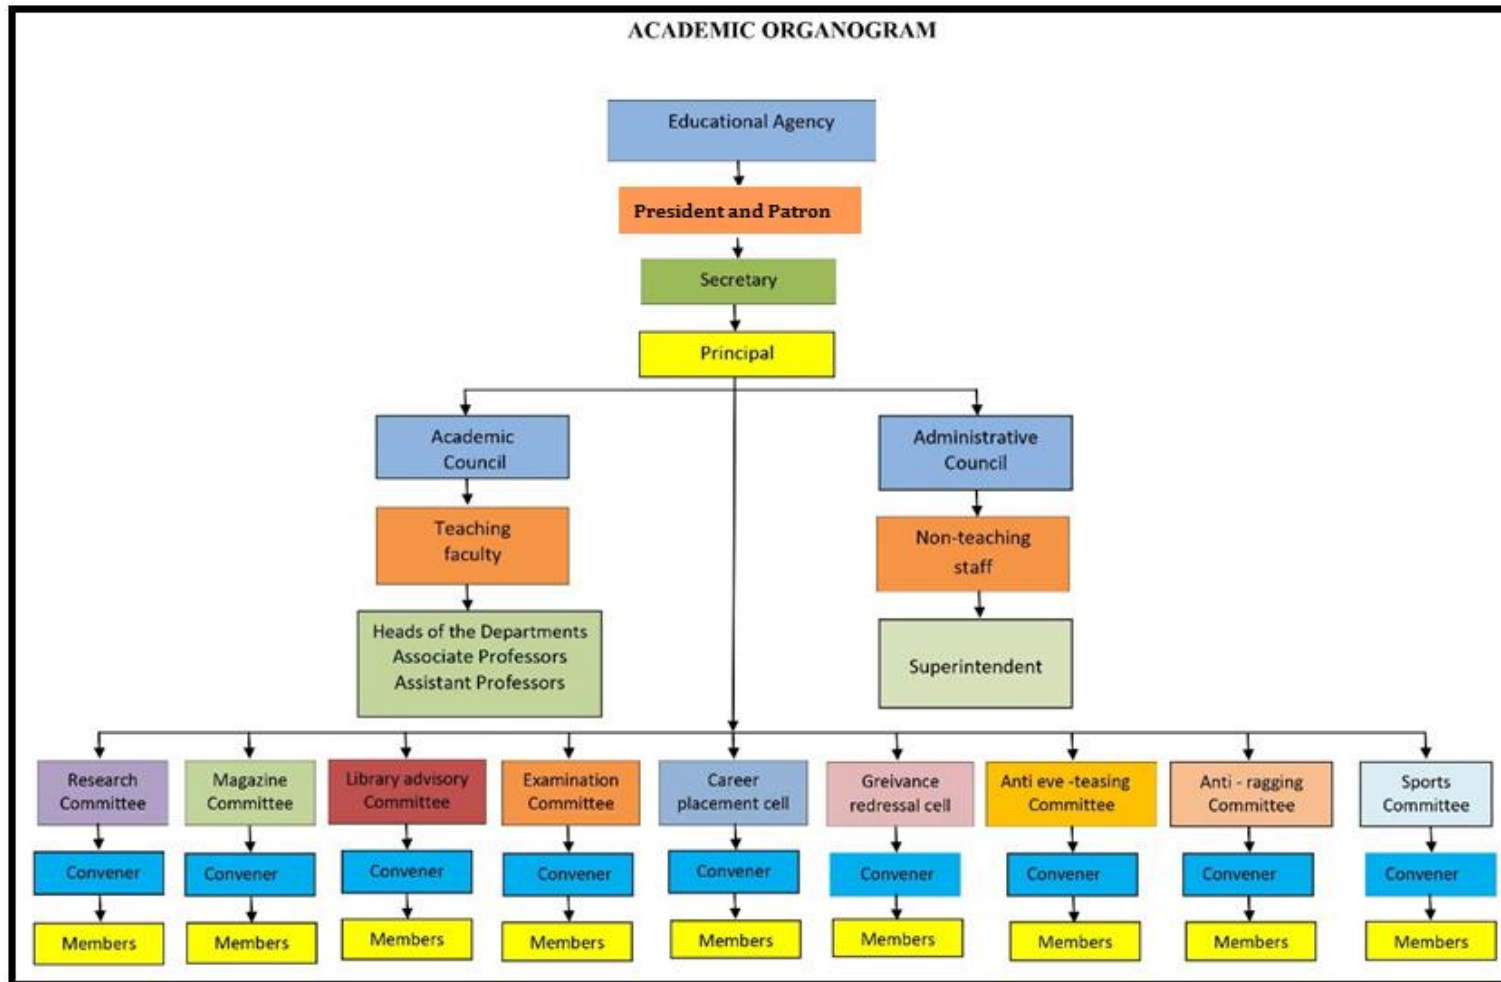 ACADEMIC ORGANOGRAM
Educational Agency
President and Patron
Secretary
Principal
Academic
Council
Administrative
Council
Teaching
faculty
Non-teaching
staff
Heads of the Departments
Associate Professors
Assistant Professors
Superintendent
Research
Committee
Magazine
Committee
Library advisory
Committee
Examination
Committee
Career
placement cell
Greivance
redressal cell
Anti eve -teasing
Committee
Anti - ragging
Committee
Sports
Committee
Convener
Convener
Convener
Convener
Convener
Convener
Convener
Convener
Convener
Members
Members
Members
Members
Members
Members
Members
Members
Members